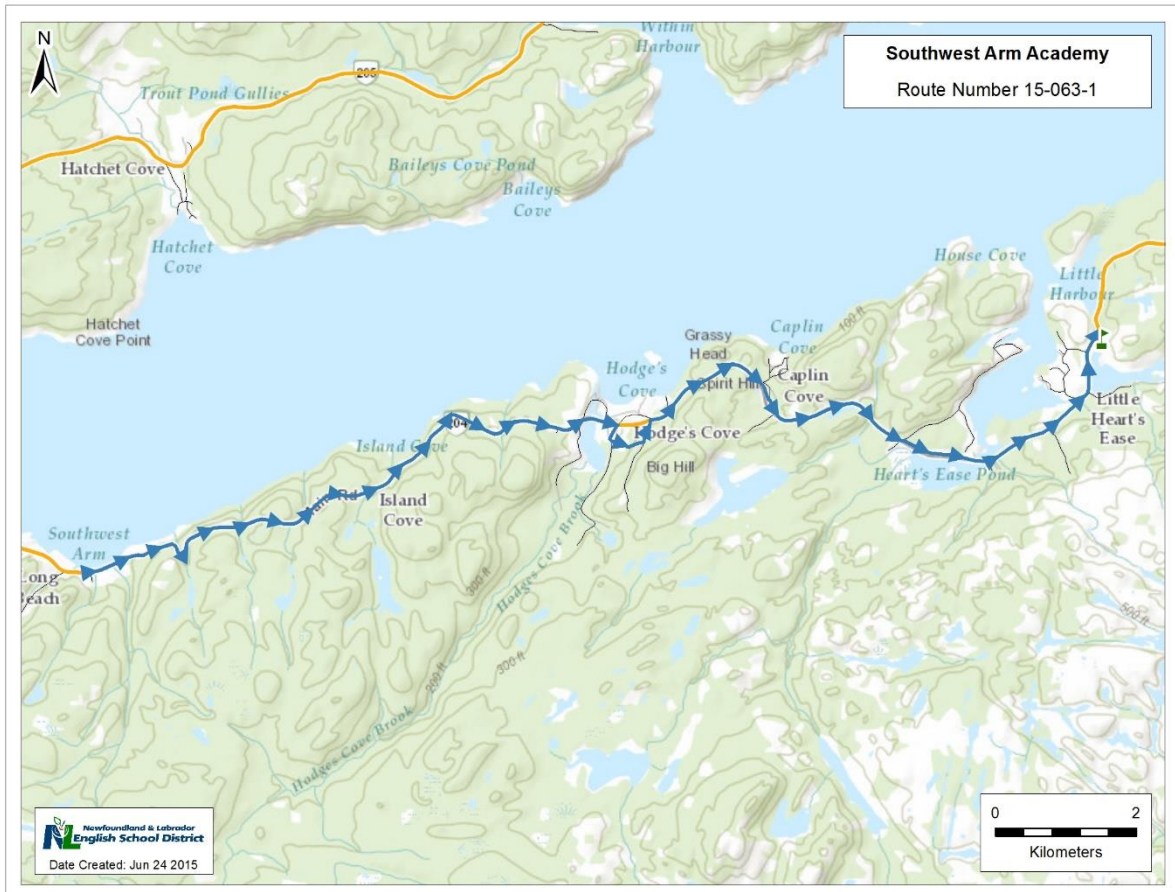 N
Within
Harbour
Southwest Arm Academy
Route Number 15-063-1
205
Trout Pond Gullies
Hatchet Cove
Baileys Cove Pond
Baileys
Cove
Hatchet
Cove
House Cove
Little
Harbour
Hatchet
Cove Point
Grassy
Head
Caplin
Cove
100 ft
Hodge's
Cove
Spirit Hill
Caplin
Cove
204
Little
Heart's
Ease
Island Cove
Hodge's Cove
Big Hill
Heart's Ease Pond
Rd
Island
Cove
Southwest
Arm
Long
Beach
Hodges Cove Brook
300 ft
500 ft
300 ft
200 ft
Hodges Cove Brook
NL
Newfoundland & Labrador
English School District
Date Created: Jun 24 2015
0 2
Kilometers